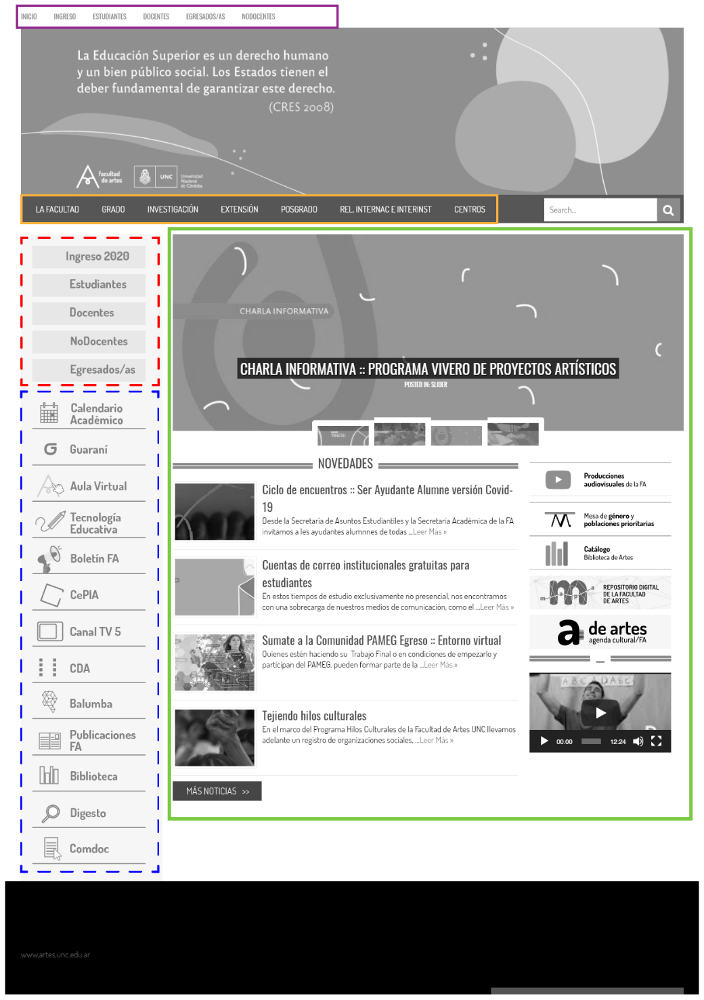 INICIO INGRESO ESTUDIANTES DOCENTES EGRESADOS/AS NODOCENTES
La Educación Superior es un derecho humano
y un bien público social. Los Estados tienen el
deber fundamental de garantizar este derecho.
(CRES 2008)
facultad
de artes
UNC
Universidad
Nacional
de Córdoba
LA FACULTAD GRADO INVESTIGACIÓN EXTENSIÓN POSGRADO REL. INTERNAC E INTERINST CENTROS
Search...
Ingreso 2020
Estudiantes
Docentes
NoDocentes
Egresados/as
Calendario
Académico
Guaraní
Aula Virtual
Tecnología
Educativa
Boletín FA
CePIA
Canal TV 5
CDA
Balumba
Publicaciones
FA
Biblioteca
Digesto
Comdoc
CHARLA INFORMATIVA
CHARLA INFORMATIVA :: PROGRAMA VIVERO DE PROYECTOS ARTÍSTICOS
POSTED IN: SLIDER
NOVEDADES
Ciclo de encuentros :: Ser Ayudante Alumne versión Covid-
19
Desde la Secretaría de Asuntos Estudiantiles y la Secretaría Académica de la FA
invitamos a les ayudantes alumnnes de todas ...Leer Más »
Cuentas de correo institucionales gratuitas para
estudiantes
En estos tiempos de estudio exclusivamente no presencial, nos encontramos
con una sobrecarga de nuestros medios de comunicación, como el ...Leer Más »
Sumate a la Comunidad PAMEG Egreso :: Entorno virtual
Quienes estén haciendo su Trabajo Final o en condiciones de empezarlo y
participan del PAMEG, pueden formar parte de la ...Leer Más »
Tejiendo hilos culturales
En el marco del Programa Hilos Culturales de la Facultad de Artes UNC llevamos
adelante un registro de organizaciones sociales, ...Leer Más »
MÁS NOTICIAS >>
Producciones
audiovisuales de la FA
Mesa de género y
poblaciones prioritarias
Catálogo
Biblioteca de Artes
m a p a
REPOSITORIO DIGITAL
DE LA FACULTAD
DE ARTES
a de artes
agenda cultural/FA
00:00 12:24
www.artes.unc.edu.ar